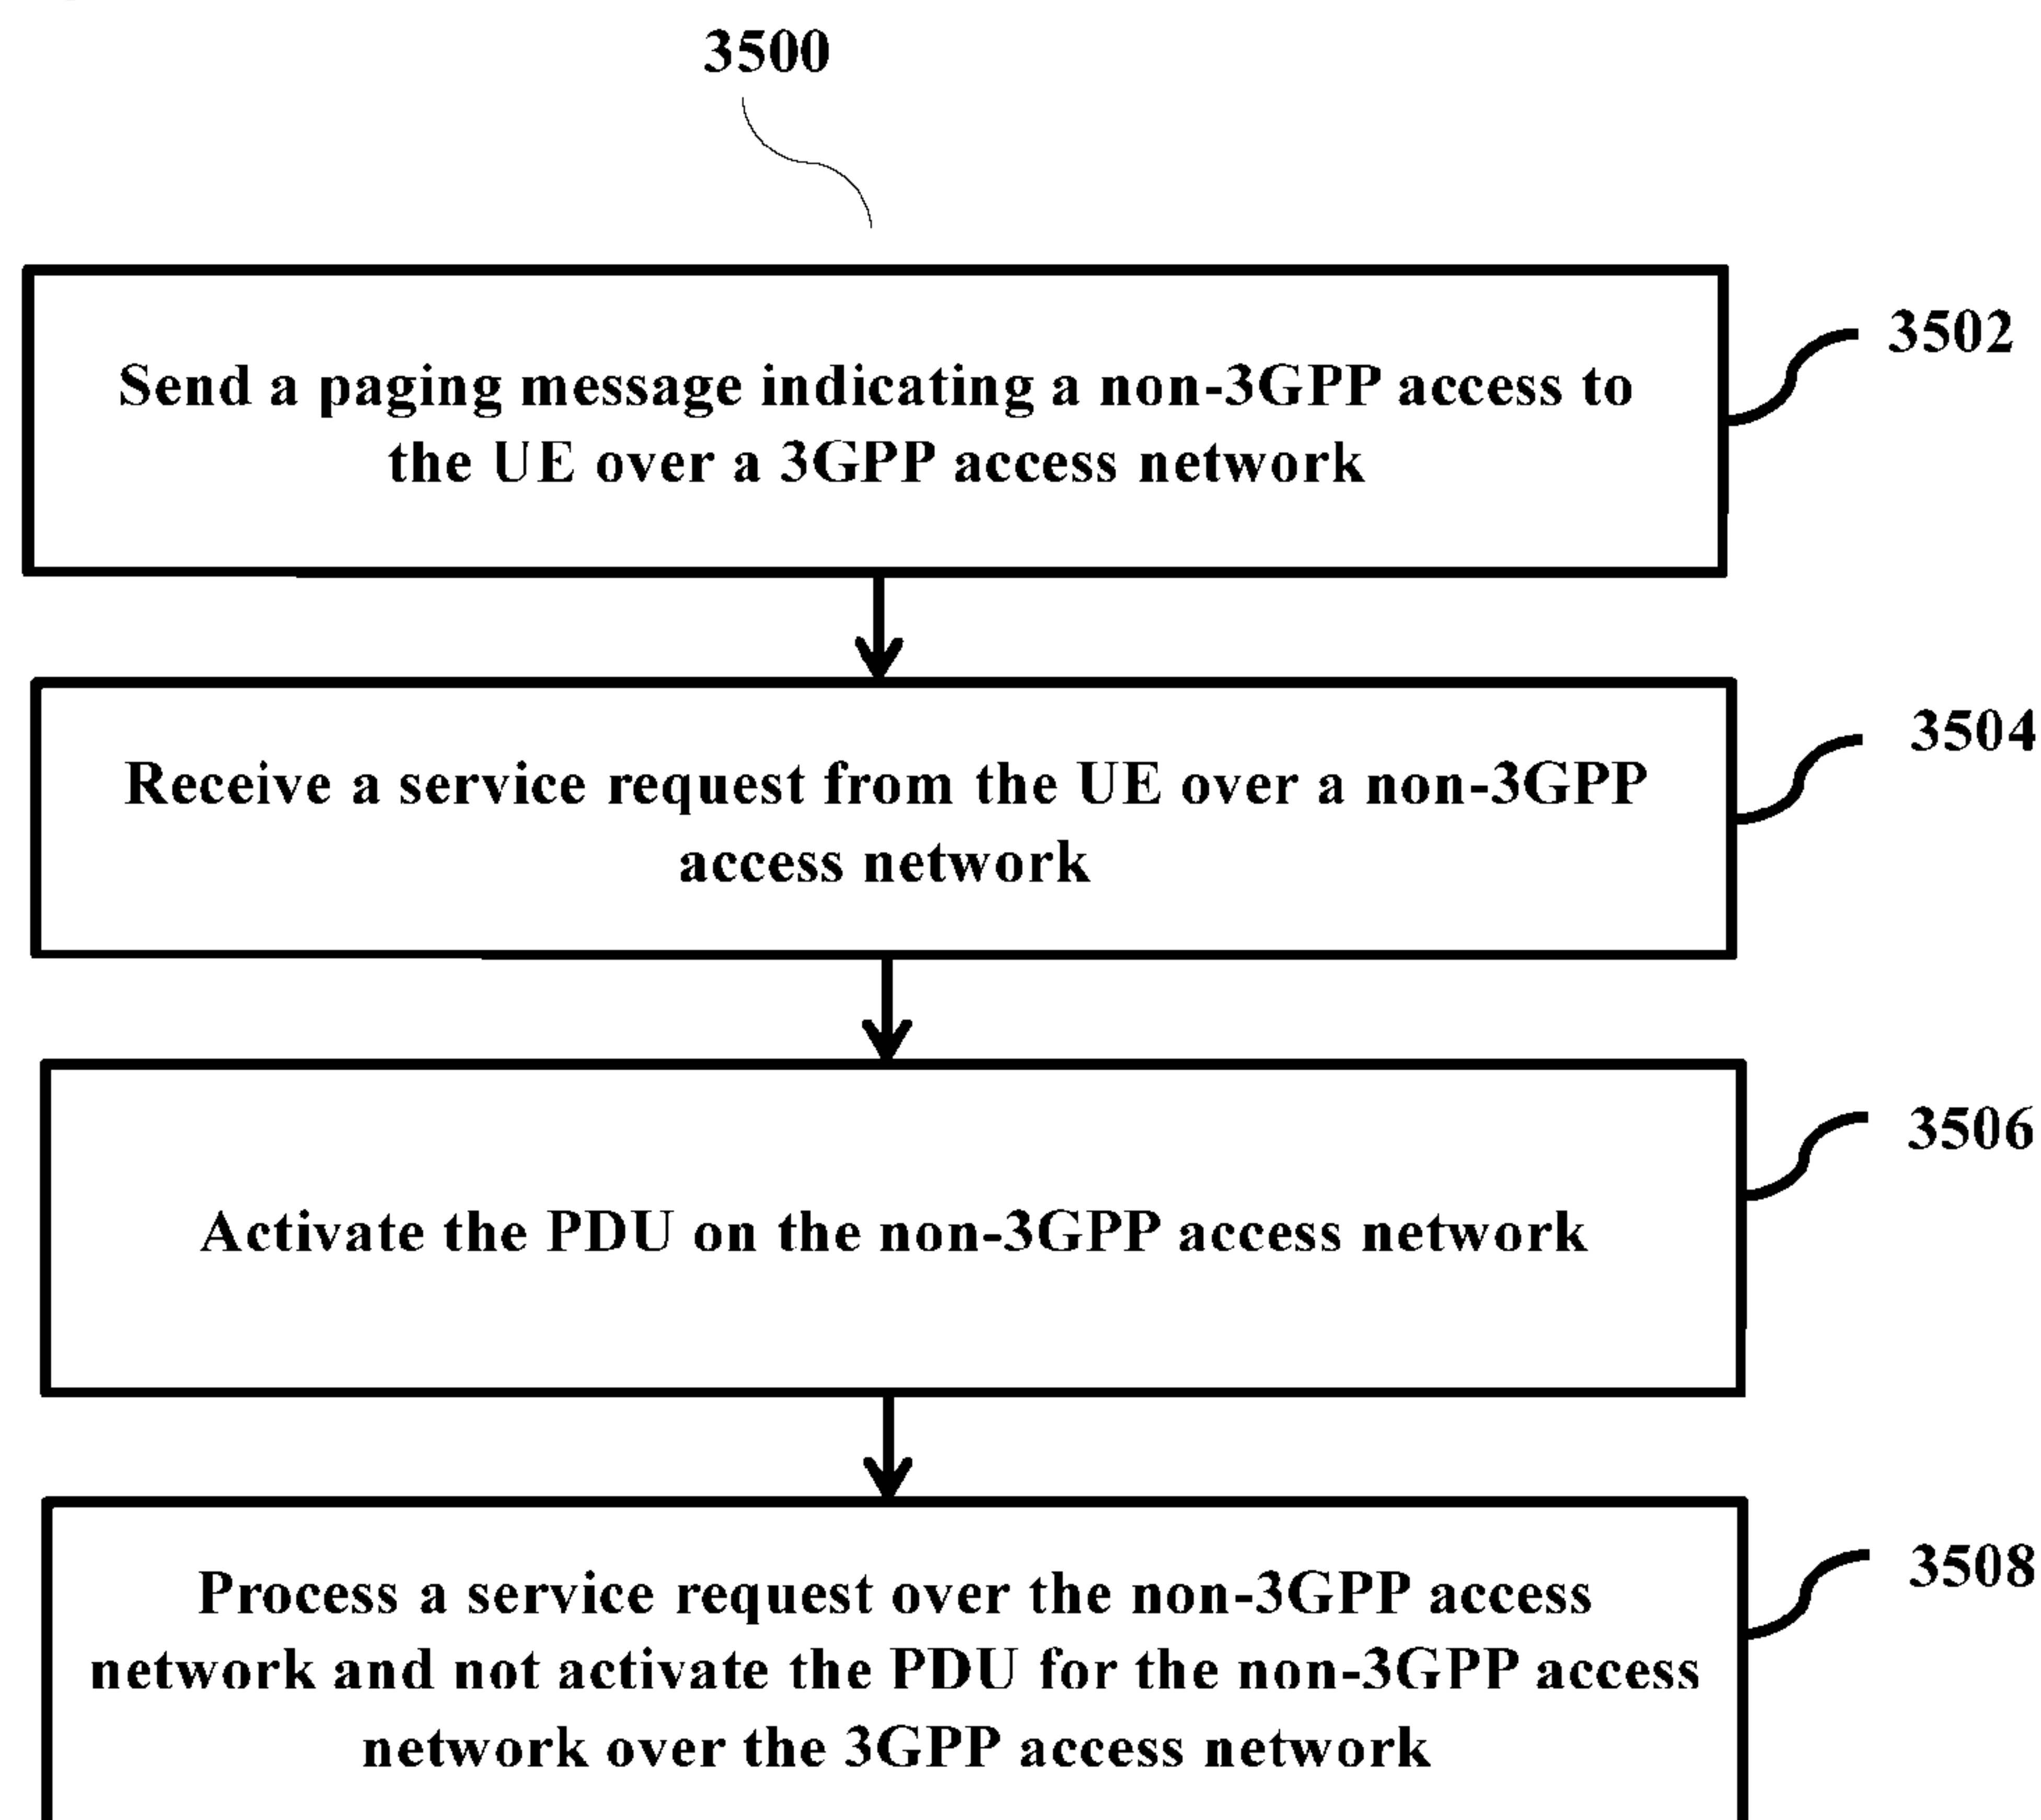 3500
Send a paging message indicating a non-3GPP access to
the UE over a 3GPP access network
3502
Receive a service request from the UE over a non-3GPP
access network
3504
Activate the PDU on the non-3GPP access network
3506
Process a service request over the non-3GPP access
network and not activate the PDU for the non-3GPP access
network over the 3GPP access network
3508